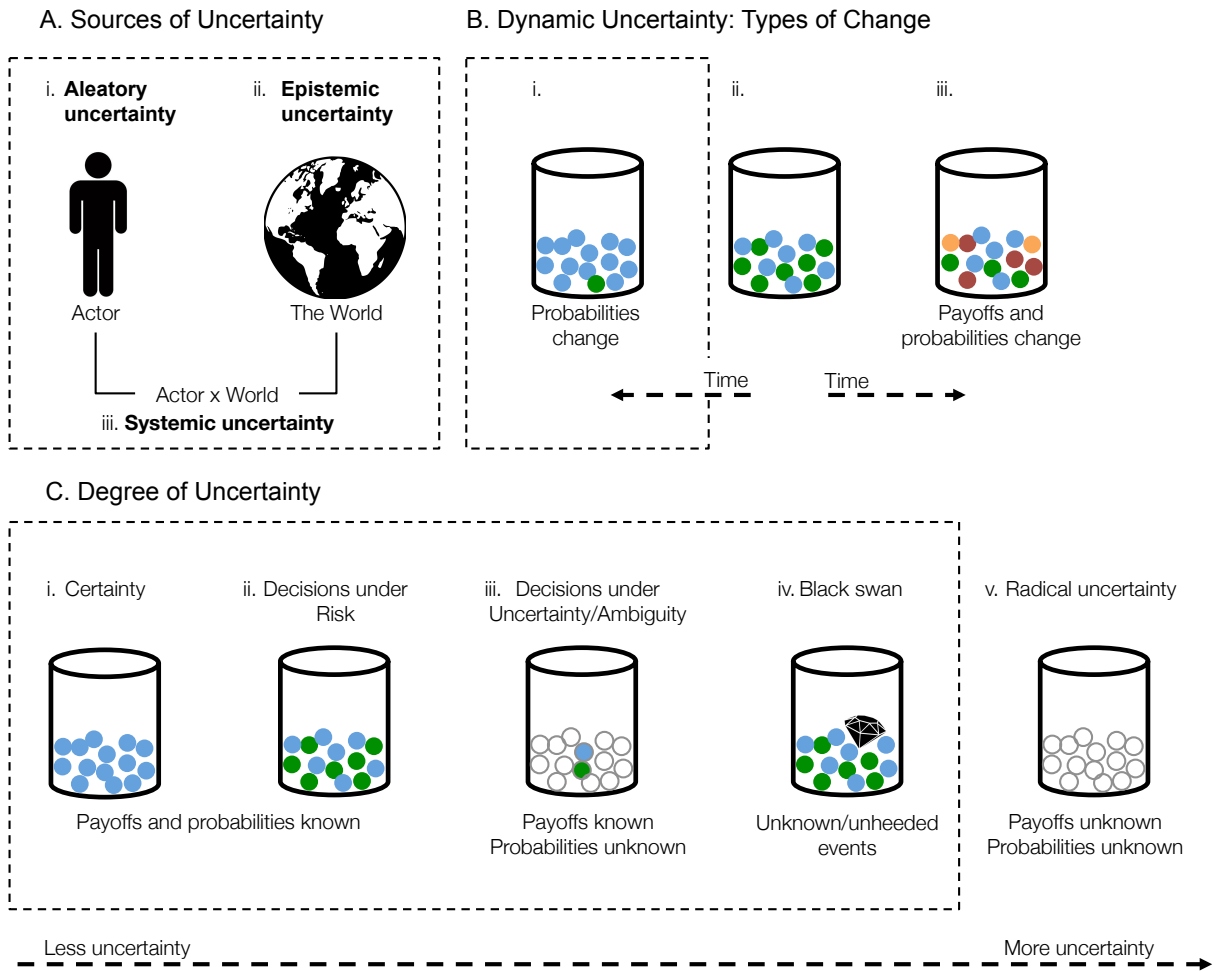 A. Sources of Uncertainty
i. Aleatory
uncertainty
ii. Epistemic
uncertainty
Actor
The World
Actor x World
iii. Systemic uncertainty
B. Dynamic Uncertainty: Types of Change
i.
ii.
iii.
Probabilities
change
Payoffs and
probabilities change
Time
Time
C. Degree of Uncertainty
i. Certainty
ii. Decisions under
Risk
iii. Decisions under
Uncertainty/Ambiguity
iv. Black swan
v. Radical uncertainty
Payoffs and probabilities known
Payoffs known
Probabilities unknown
Unknown/unheeded
events
Payoffs unknown
Probabilities unknown
Less uncertainty
More uncertainty